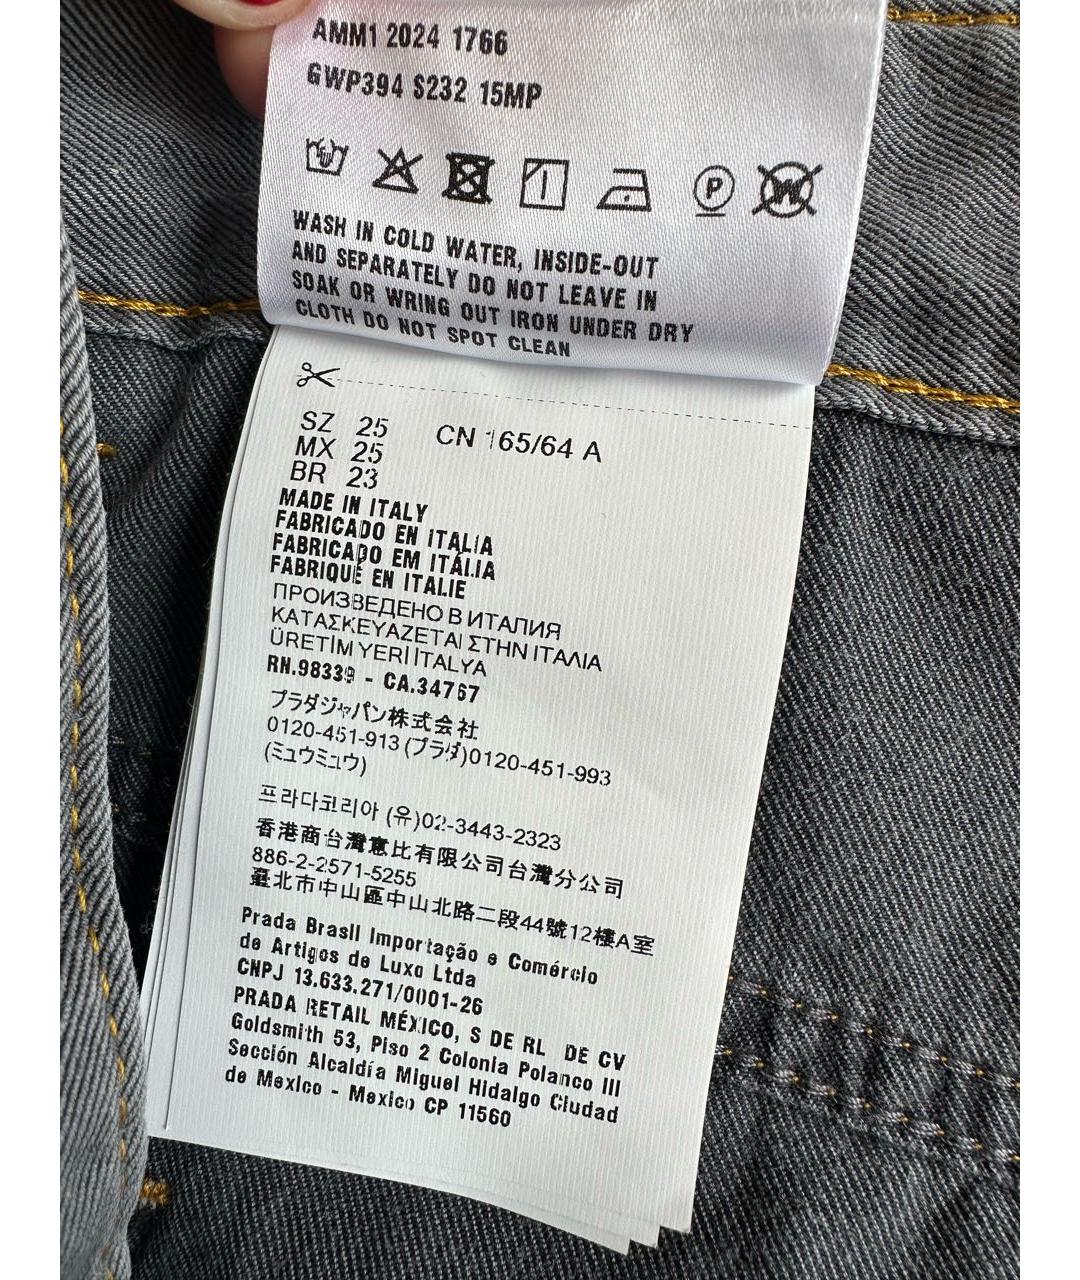 AMM1 2024 1766
GWP394 S232 15MP
P W
WASH IN COLD WATER, INSIDE-OUT
AND SEPARATELY DO NOT LEAVE IN
SOAK OR WRING OUT IRON UNDER DRY
CLOTH DO NOT SPOT CLEAN
SZ 25 CN 165/64 A
MX 25
BR 23
MADE IN ITALY
FABRICADO EN ITALIA
FABRICADO EM ITÁLIA
FABRIQUÉ EN ITALIE
ПРОИЗВЕДЕНО В ИТАЛИЯ
ΚΑΤΑΣΚΕΥΑΖΕΤΑΙ ΣΤΗΝ ΙΤΑΛΙΑ
ÜRETİM YERİ İTALYA
RN.98339 - CA.34767
プラダジャパン株式会社
0120-451-913 (プラダ)0120-451-993
(ミュウミュウ)
프라다코리아 (유)02-3443-2323
香港商台灣惠比有限公司台灣分公司
886-2-2571-5255
臺北市中山區中山北路二段44號12樓A室
Prada Brasil Importação e Comércio
de Artigos de Luxo Ltda
CNPJ 13.633.271/0001-26
PRADA RETAIL MÉXICO, S DE RL DE CV
Goldsmith 53, Piso 2 Colonia Polanco III
Sección Alcaldía Miguel Hidalgo Ciudad
de Mexico - Mexico CP 11560